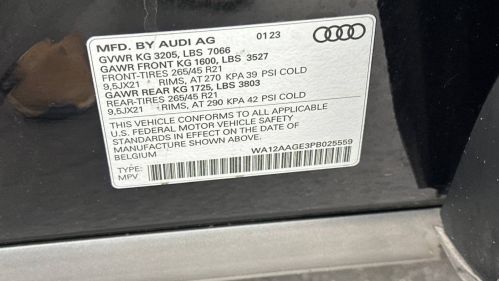 MFD. BY AUDI AG 01 23
GVWR KG 3205, LBS 7066
GAWR FRONT KG 1600, LBS 3527
FRONT-TIRES 265/45 R21
9,5JX21 RIMS, AT 270 KPA 39 PSI COLD
GAWR REAR KG 1725, LBS 3803
REAR-TIRES 265/45 R21
9,5JX21 RIMS, AT 290 KPA 42 PSI COLD
THIS VEHICLE CONFORMS TO ALL APPLICABLE
U.S. FEDERAL MOTOR VEHICLE SAFETY
STANDARDS IN EFFECT ON THE DATE OF
MANUFACTURE SHOWN ABOVE.
BELGIUM
WA12AAGE3PB025559
TYPE:
MPV